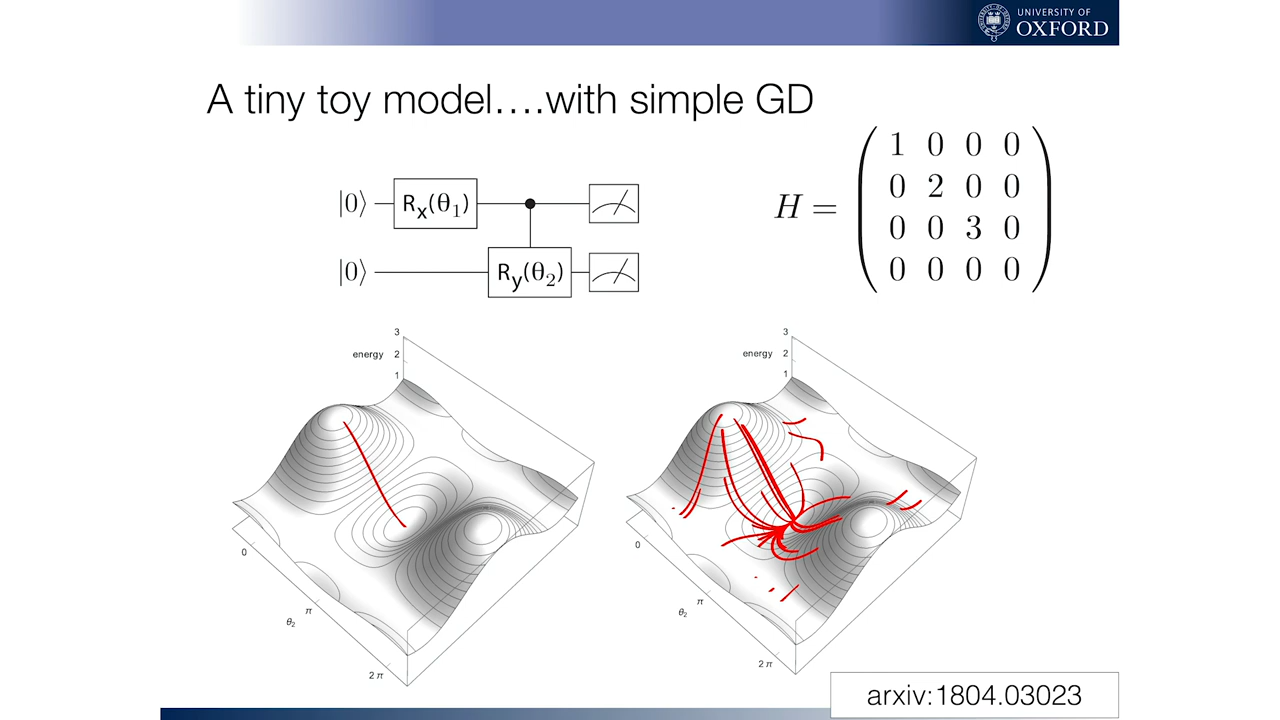 UNIVERSITY OF
OXFORD
A tiny toy model….with simple GD
|0⟩ Rx(θ1)
|0⟩ Ry(θ2)
H =
1 0 0 0
0 2 0 0
0 0 3 0
0 0 0 0
3
energy 2
1
0
π
θ2
2 π
3
energy 2
1
0
π
θ2
2 π
arxiv:1804.03023